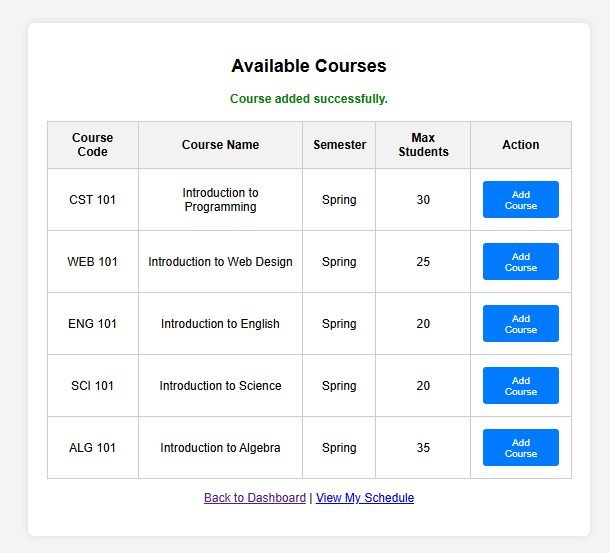 Available Courses
Course added successfully.
Course Code Course Name Semester Max Students Action
CST 101 Introduction to Programming Spring 30 Add Course
WEB 101 Introduction to Web Design Spring 25 Add Course
ENG 101 Introduction to English Spring 20 Add Course
SCI 101 Introduction to Science Spring 20 Add Course
ALG 101 Introduction to Algebra Spring 35 Add Course
Back to Dashboard | View My Schedule